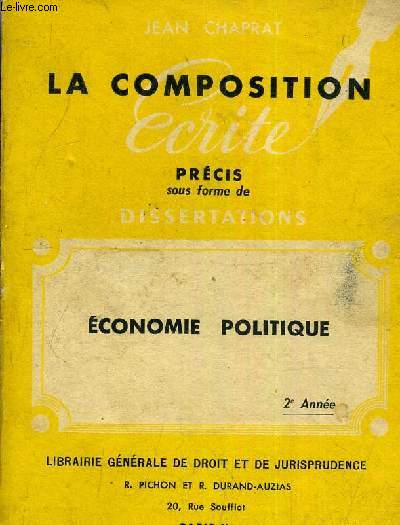 Le-livre.com
JEAN CHAPRAT
LA COMPOSITION
Écrite
PRÉCIS
sous forme de
DISSERTATIONS
ÉCONOMIE POLITIQUE
2e Année
LIBRAIRIE GÉNÉRALE DE DROIT ET DE JURISPRUDENCE
R. PICHON ET R. DURAND-AUZIAS
20, Rue Soufflot